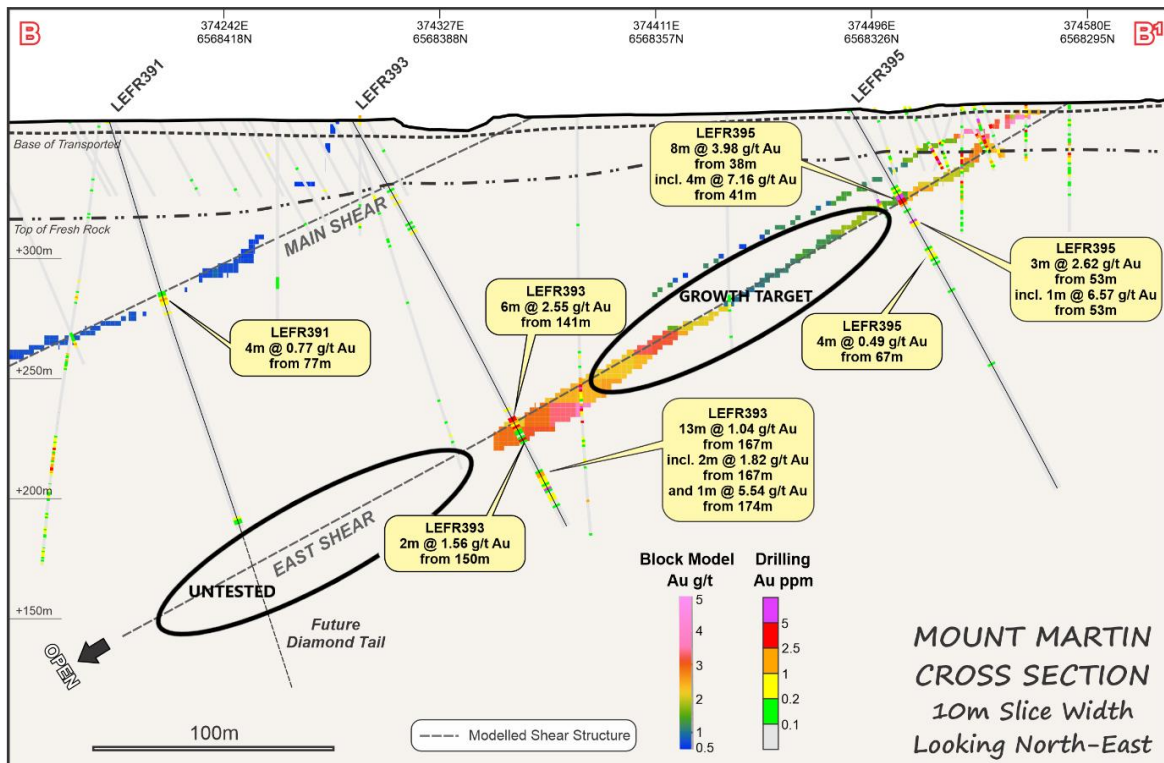 B
374242E
6568418N
374327E
6568388N
374411E
6568357N
374496E
6568326N
374580E
6568295N
B¹
LEFR391
LEFR393
LEFR395
Base of Transported
Top of Fresh Rock
+300m
+250m
+200m
+150m
MAIN SHEAR
EAST SHEAR
LEFR395
8m @ 3.98 g/t Au
from 38m
incl. 4m @ 7.16 g/t Au
from 41m
LEFR395
3m @ 2.62 g/t Au
from 53m
incl. 1m @ 6.57 g/t Au
from 53m
LEFR395
4m @ 0.49 g/t Au
from 67m
GROWTH TARGET
LEFR393
6m @ 2.55 g/t Au
from 141m
LEFR391
4m @ 0.77 g/t Au
from 77m
LEFR393
13m @ 1.04 g/t Au
from 167m
incl. 2m @ 1.82 g/t Au
from 167m
and 1m @ 5.54 g/t Au
from 174m
LEFR393
2m @ 1.56 g/t Au
from 150m
UNTESTED
Future
Diamond Tail
OPEN
100m
Modelled Shear Structure
Block Model
Au g/t
5
4
3
2
1
0.5
Drilling
Au ppm
5
2.5
1
0.2
0.1
MOUNT MARTIN
CROSS SECTION
10m Slice Width
Looking North-East